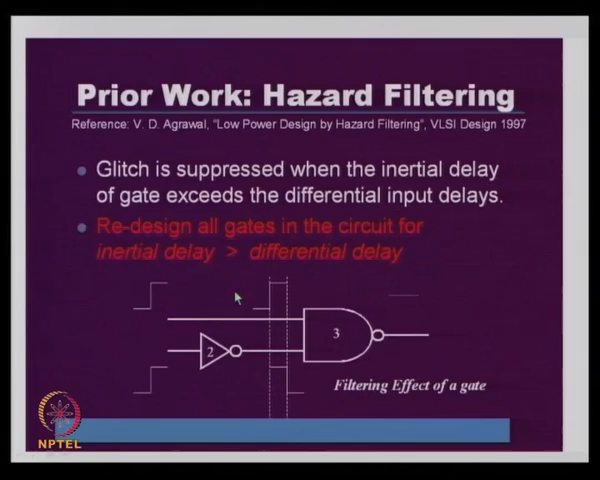 Prior Work: Hazard Filtering
Reference: V. D. Agrawal, "Low Power Design by Hazard Filtering", VLSI Design 1997
Glitch is suppressed when the inertial delay
of gate exceeds the differential input delays.
Re-design all gates in the circuit for
inertial delay > differential delay
3
2
Filtering Effect of a gate
NPTEL